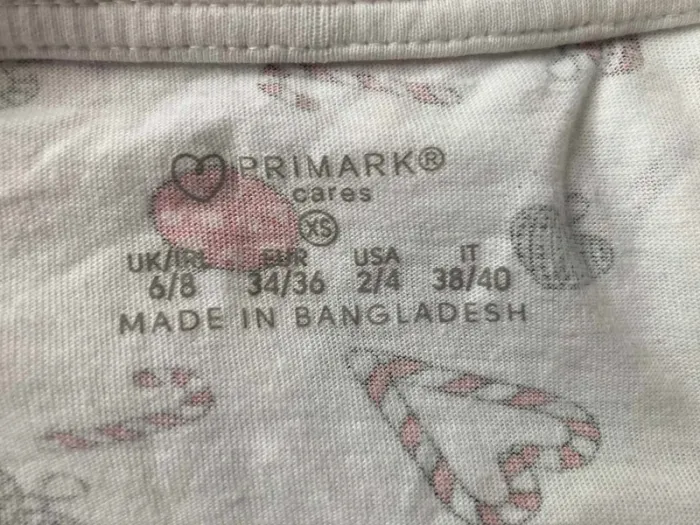 PRIMARK®
cares
XS
UK/IRL EUR USA IT
6/8 34/36 2/4 38/40
MADE IN BANGLADESH